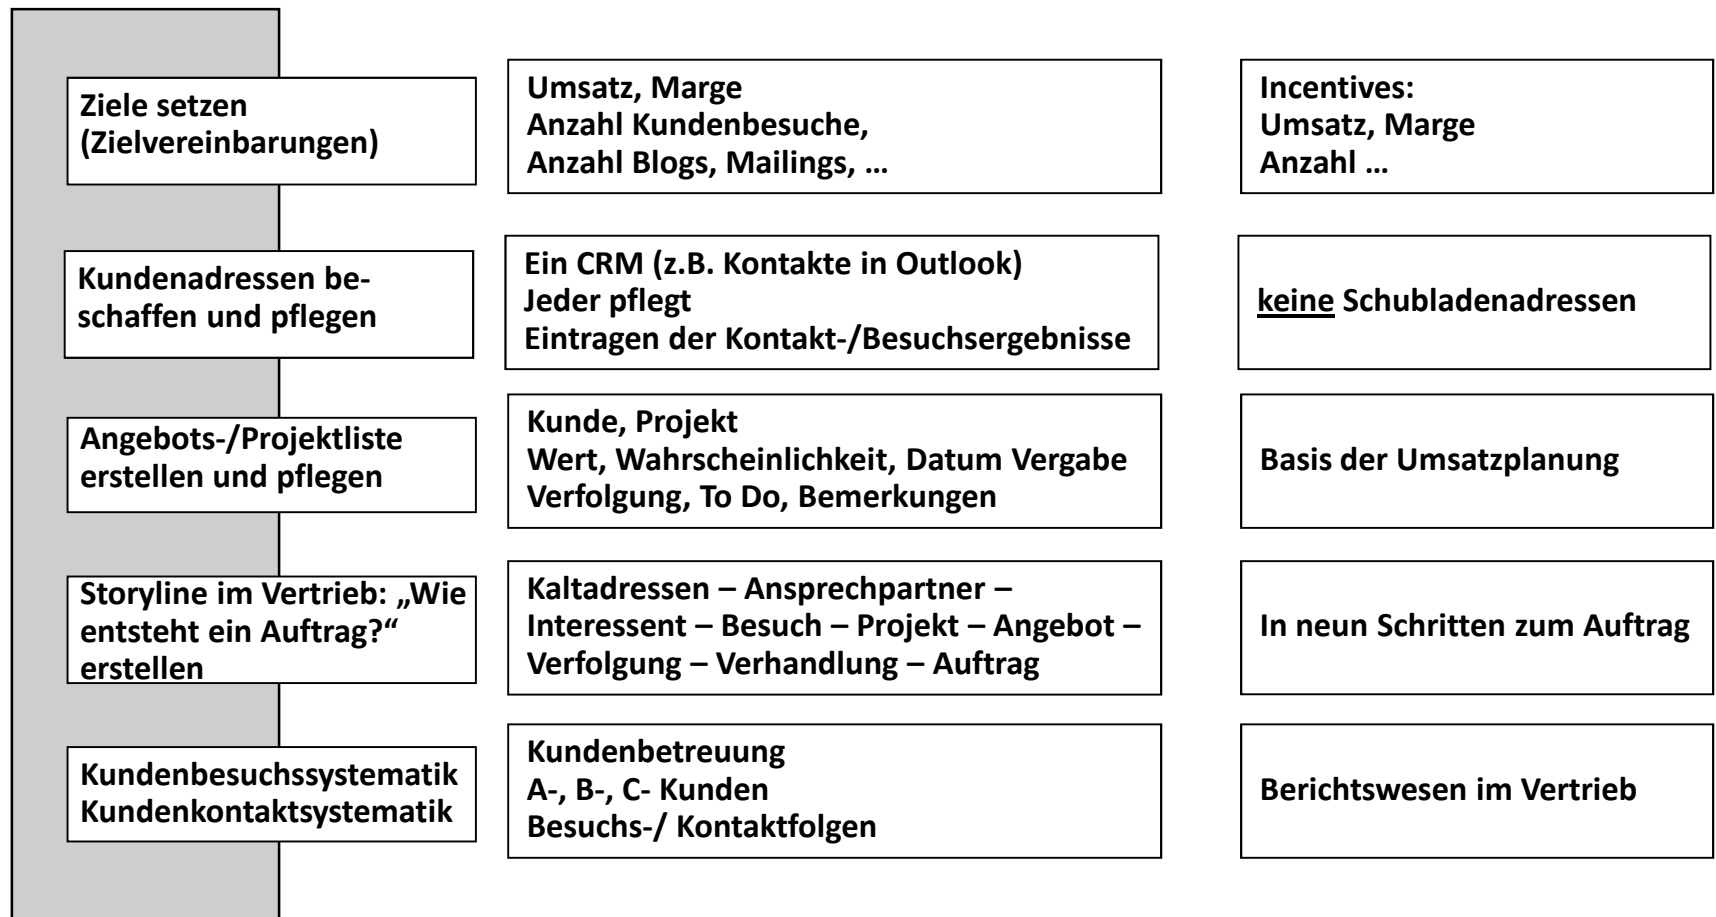 Ziele setzen
(Zielvereinbarungen)
Umsatz, Marge
Anzahl Kundenbesuche,
Anzahl Blogs, Mailings, …
Incentives:
Umsatz, Marge
Anzahl …
Kundenadressen be-
schaffen und pflegen
Ein CRM (z.B. Kontakte in Outlook)
Jeder pflegt
Eintragen der Kontakt-/Besuchsergebnisse
keine Schubladenadressen
Angebots-/Projektliste
erstellen und pflegen
Kunde, Projekt
Wert, Wahrscheinlichkeit, Datum Vergabe
Verfolgung, To Do, Bemerkungen
Basis der Umsatzplanung
Storyline im Vertrieb: „Wie
entsteht ein Auftrag?“
erstellen
Kaltadressen – Ansprechpartner –
Interessent – Besuch – Projekt – Angebot –
Verfolgung – Verhandlung – Auftrag
In neun Schritten zum Auftrag
Kundenbesuchssystematik
Kundenkontaktsystematik
Kundenbetreuung
A-, B-, C- Kunden
Besuchs-/ Kontaktfolgen
Berichtswesen im Vertrieb